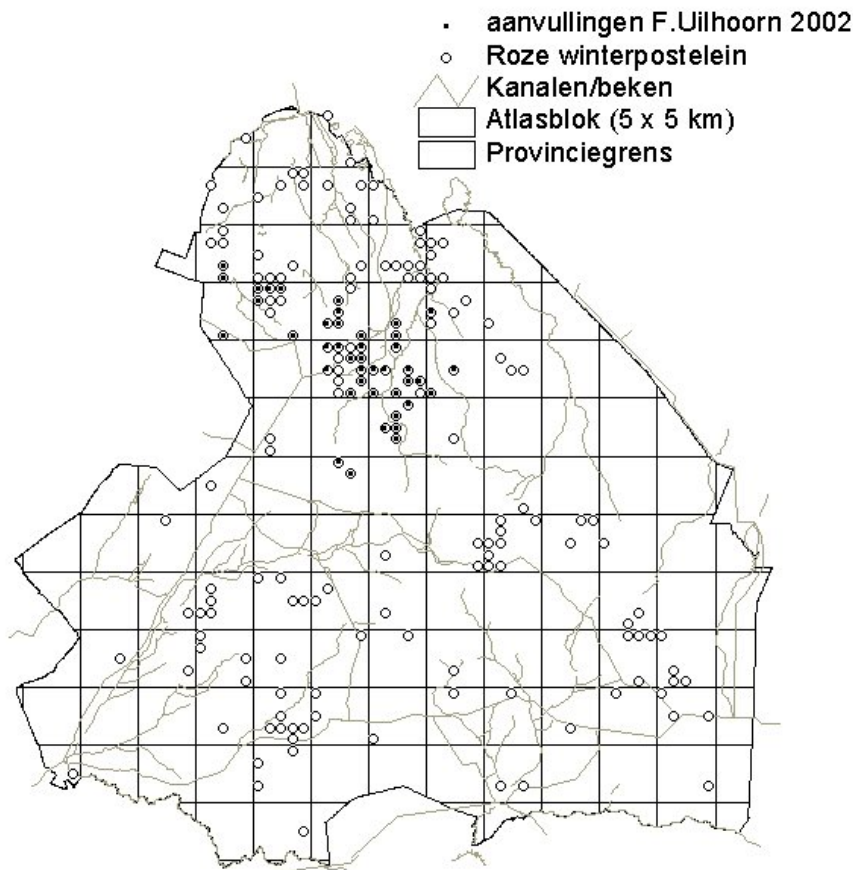 aanvullingen F.Uilhoorn 2002
Roze winterpostelein
Kanalen/beken
Atlasblok (5 x 5 km)
Provinciegrens